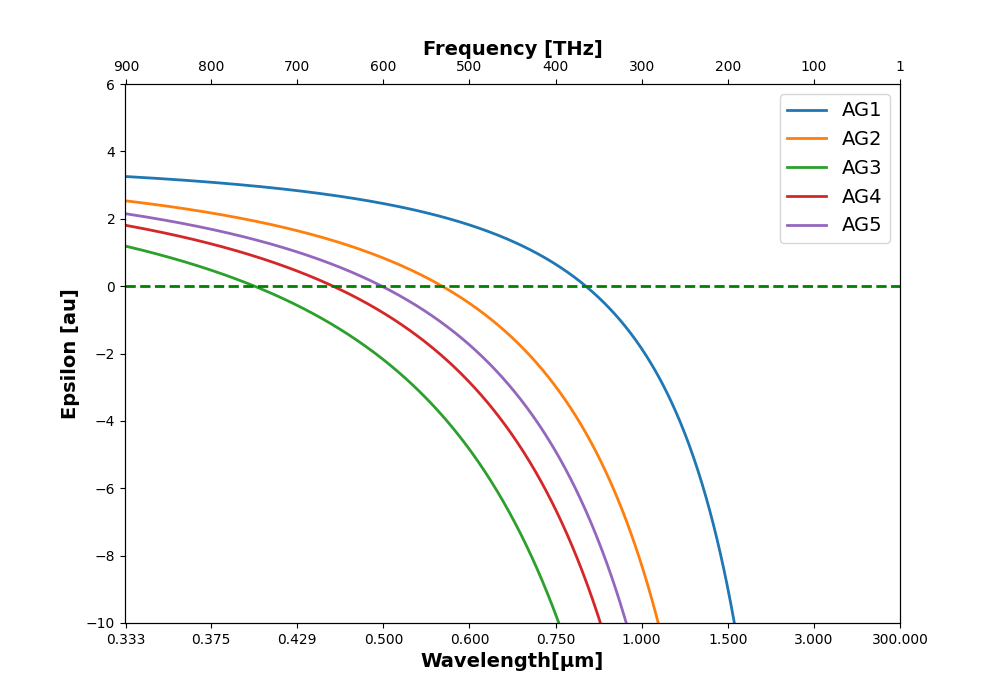 Frequency [THz]
900 800 700 600 500 400 300 200 100 1
6
4
2
0
−2
−4
−6
−8
−10
Epsilon [au]
AG1
AG2
AG3
AG4
AG5
0.333 0.375 0.429 0.500 0.600 0.750 1.000 1.500 3.000 300.000
Wavelength[μm]